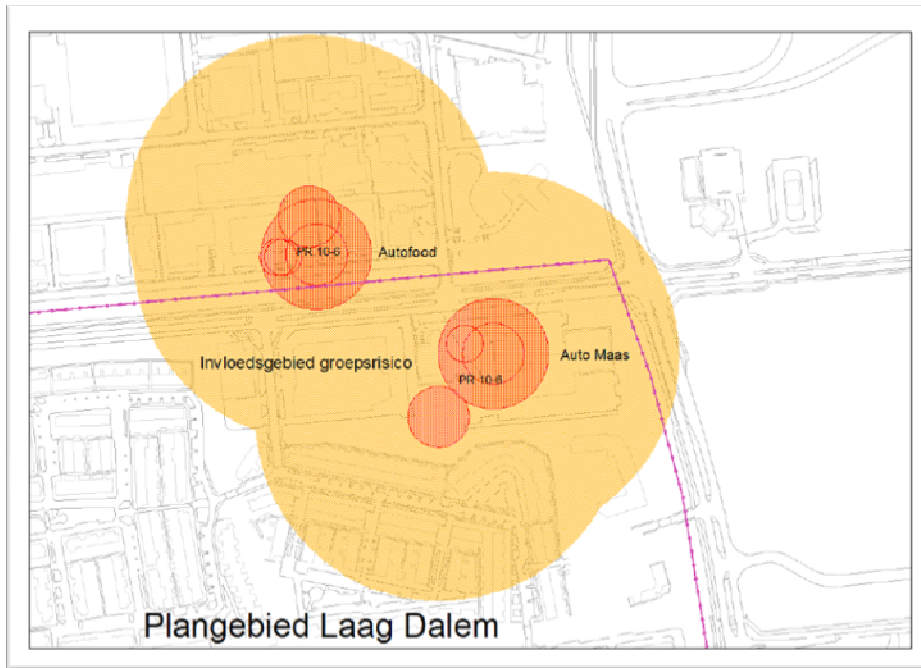 PR 10-6
Autofood
Invloedsgebied groepsrisico
Auto Maas
PR 10-6
Plangebied Laag Dalem